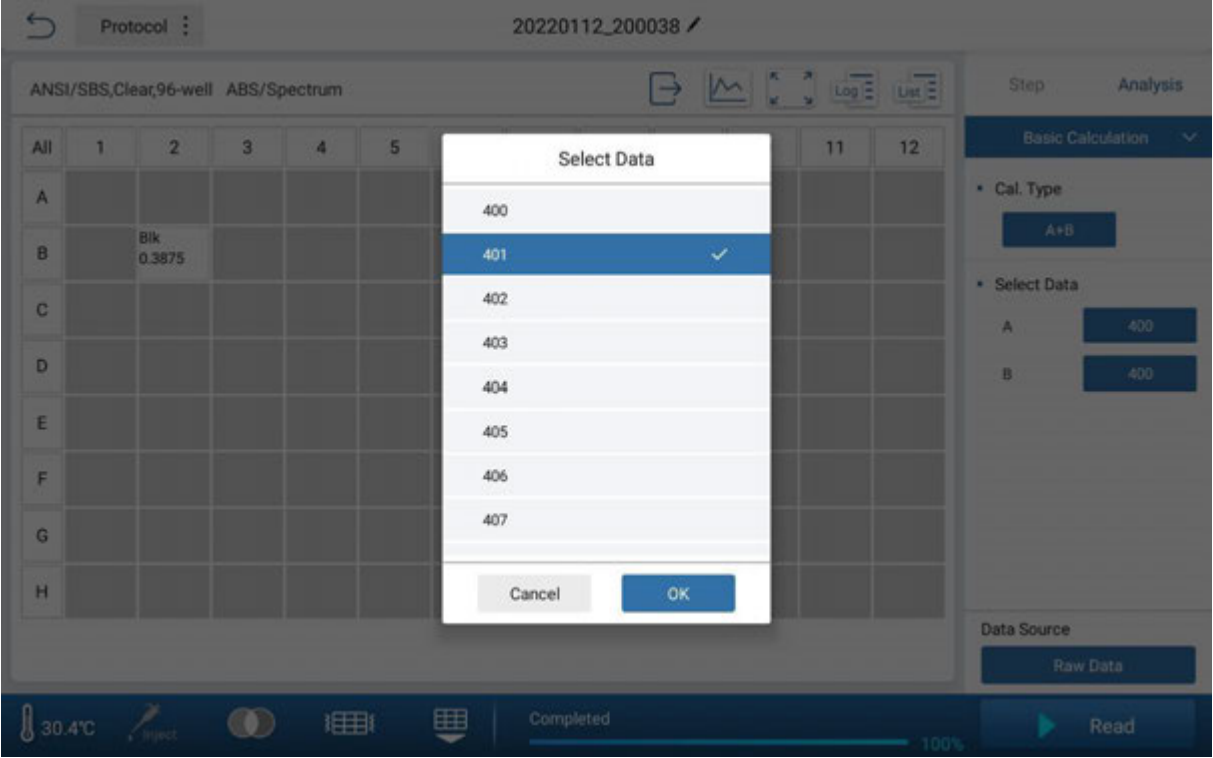 Protocol
20220112_200038
ANSI/SBS,Clear,96-well ABS/Spectrum
Log
List
Step
Analysis
Basic Calculation
All 1 2 3 4 5 11 12
A
B
C
D
E
F
G
H
Blk
0.3875
Select Data
400
401
402
403
404
405
406
407
Cancel
OK
Cal. Type
A+B
Select Data
A 400
B 400
Data Source
Raw Data
30.4℃
Inject
Completed
100%
Read